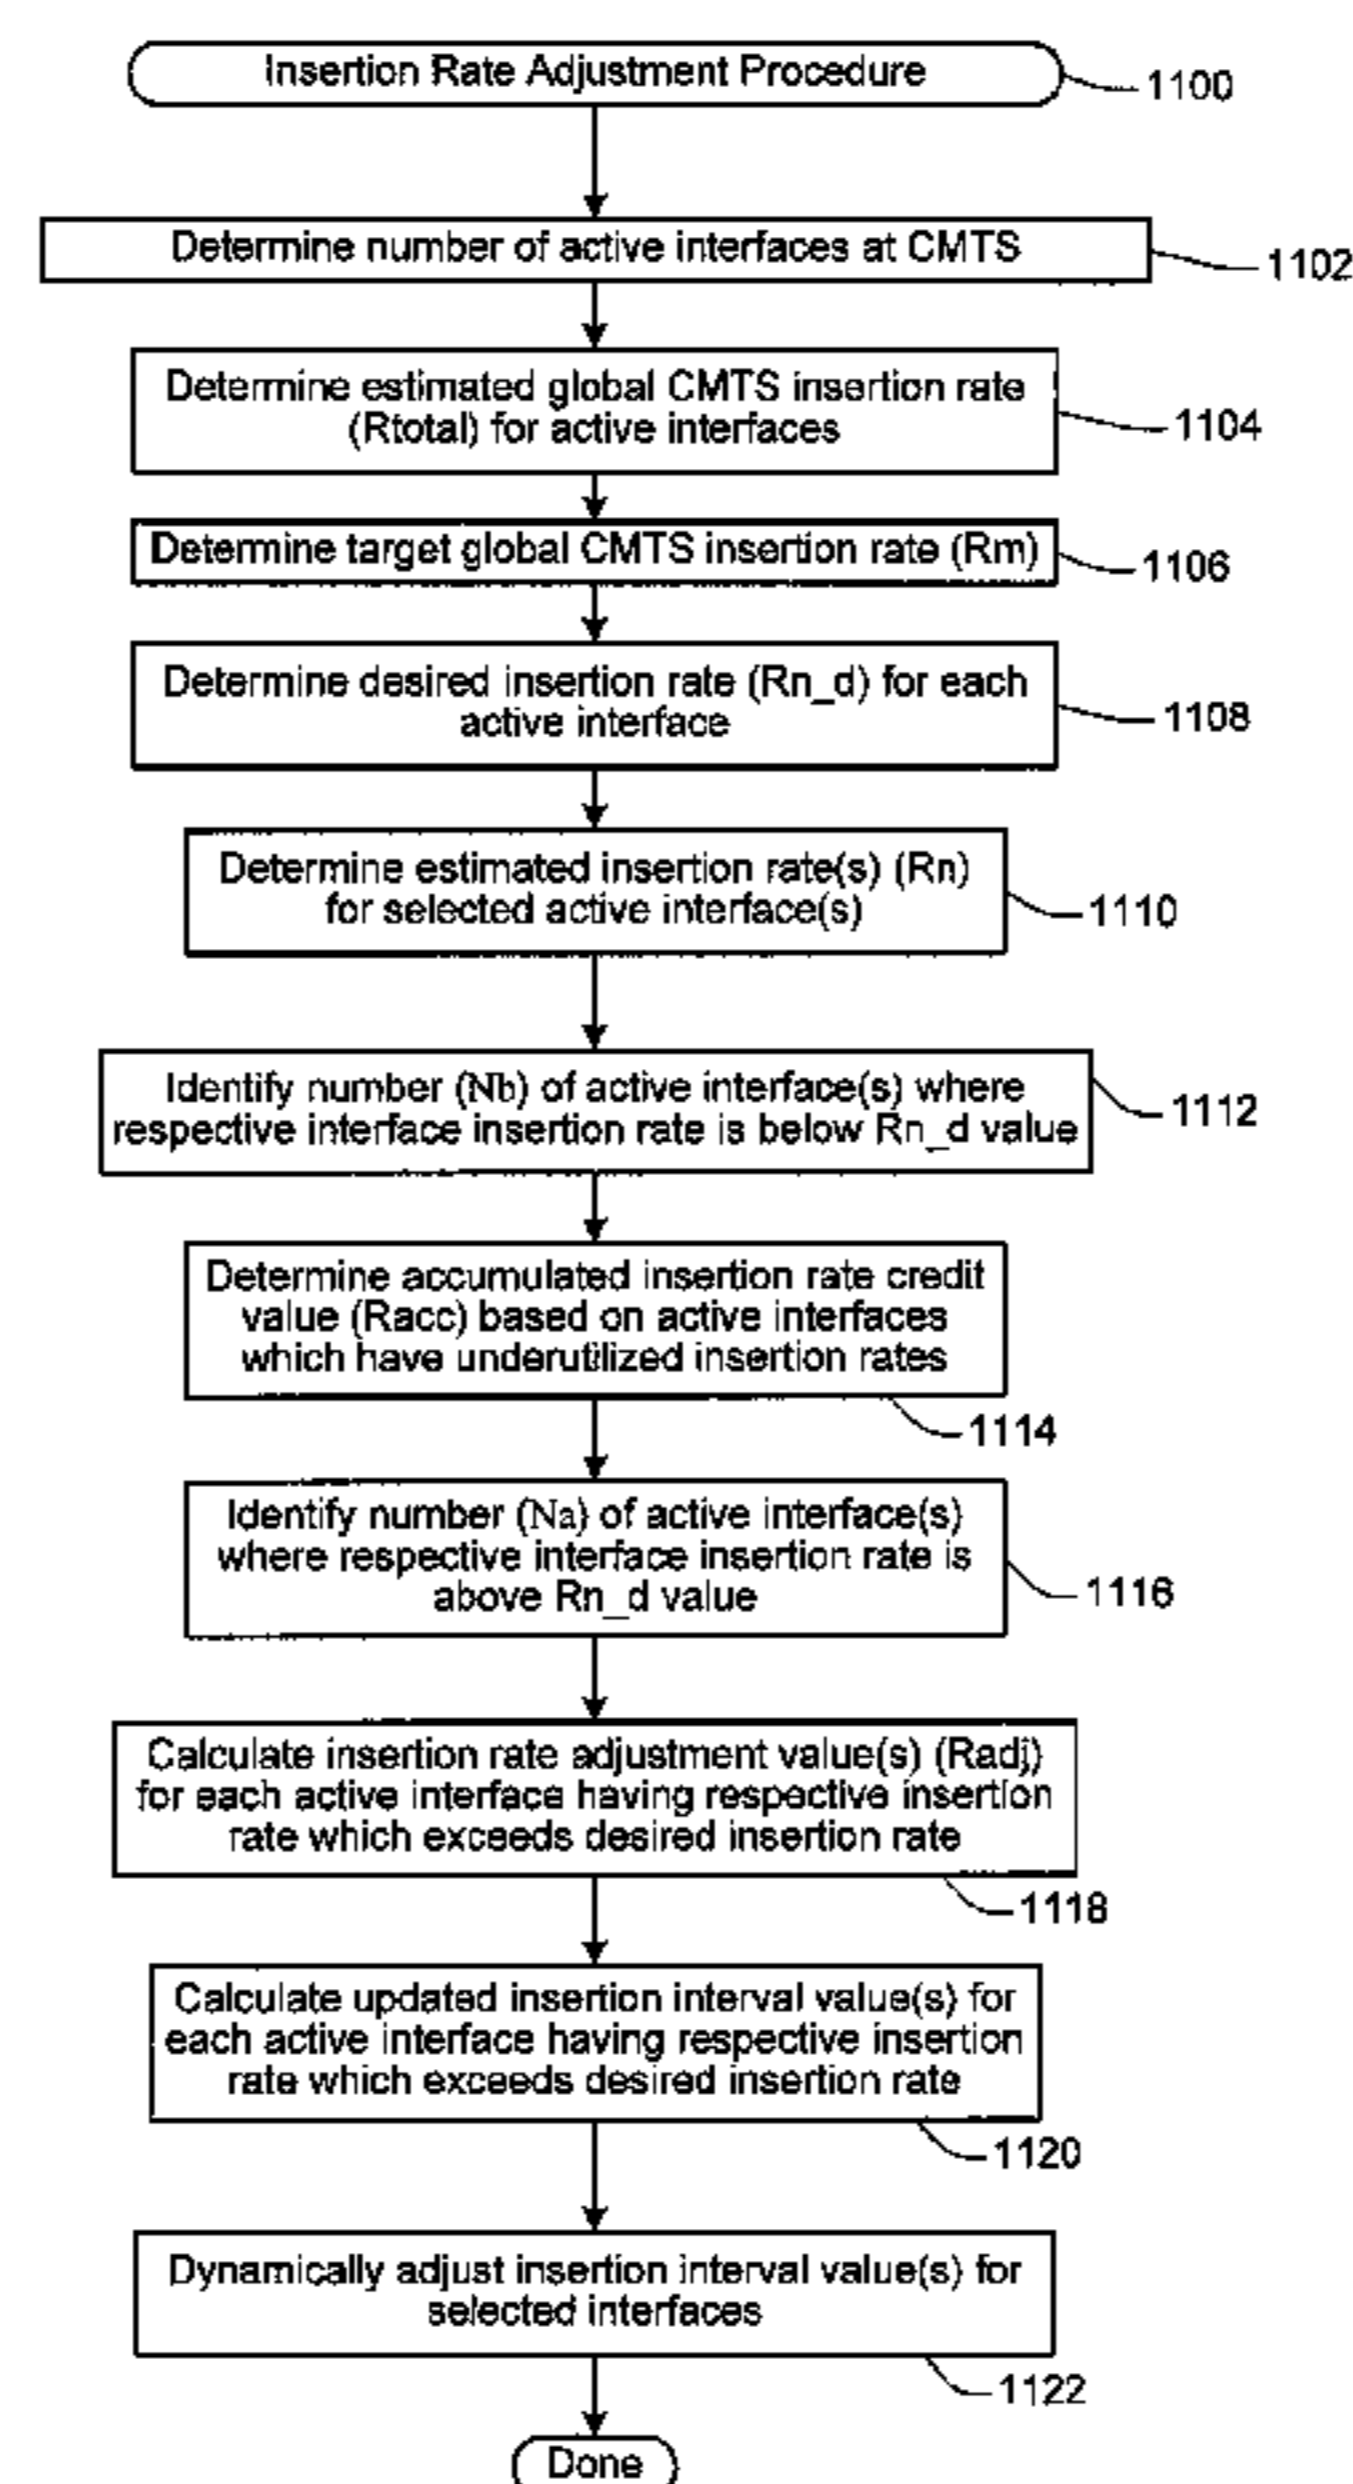 Insertion Rate Adjustment Procedure
1100
Determine number of active interfaces at CMTS
1102
Determine estimated global CMTS insertion rate
(Rtotal) for active interfaces
1104
Determine target global CMTS insertion rate (Rm)
1106
Determine desired insertion rate (Rn_d) for each
active interface
1108
Determine estimated insertion rate(s) (Rn)
for selected active interface(s)
1110
Identify number (Nb) of active interface(s) where
respective interface insertion rate is below Rn_d value
1112
Determine accumulated insertion rate credit
value (Racc) based on active interfaces
which have underutilized insertion rates
1114
Identify number (Na) of active interface(s)
where respective interface insertion rate is
above Rn_d value
1116
Calculate insertion rate adjustment value(s) (Radj)
for each active interface having respective insertion
rate which exceeds desired insertion rate
1118
Calculate updated insertion interval value(s) for
each active interface having respective insertion
rate which exceeds desired insertion rate
1120
Dynamically adjust insertion interval value(s) for
selected interfaces
1122
Done